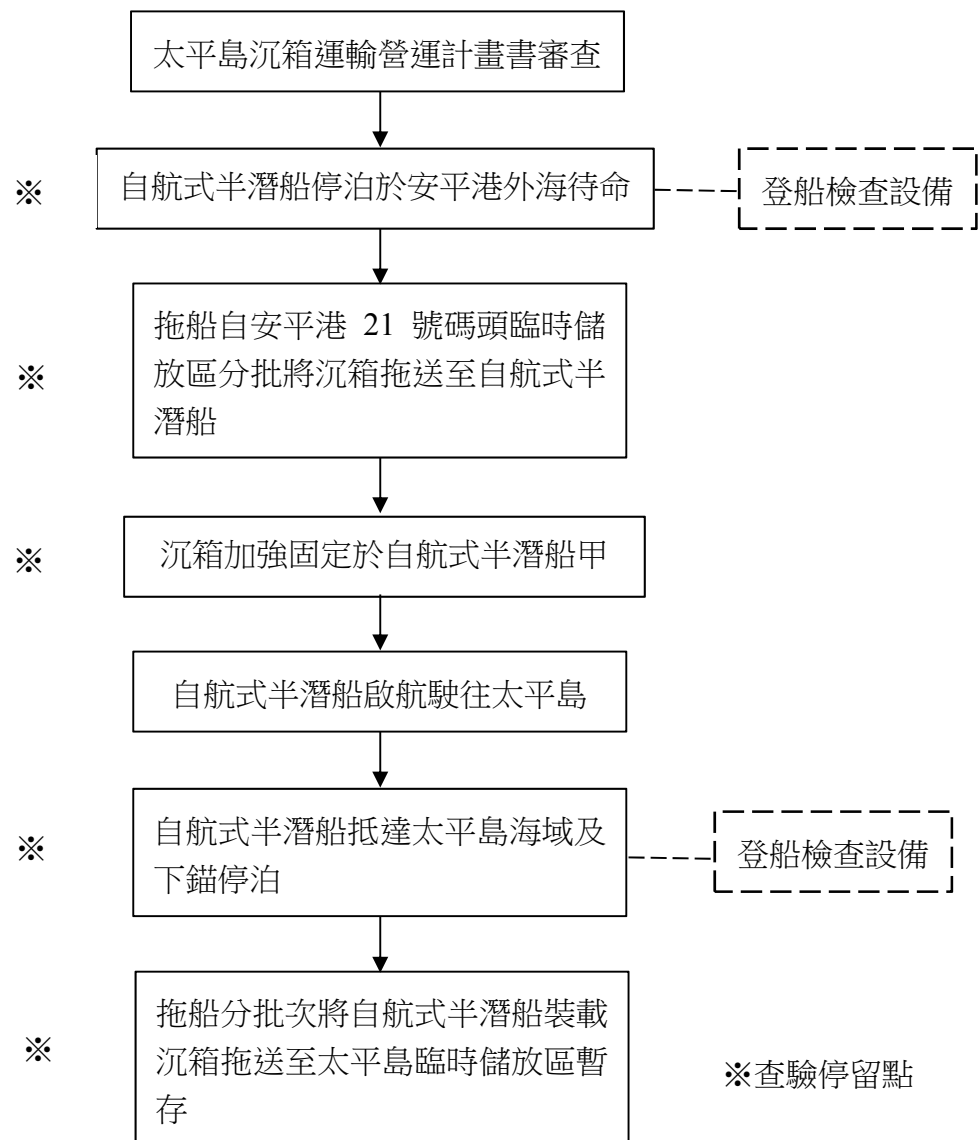 太平島沉箱運輸營運計畫書審查
※ 自航式半潛船停泊於安平港外海待命 登船檢查設備
拖船自安平港 21 號碼頭臨時儲
※ 放區分批將沉箱拖送至自航式半
潛船
※ 沉箱加強固定於自航式半潛船甲
自航式半潛船啟航駛往太平島
※ 自航式半潛船抵達太平島海域及
下錨停泊
登船檢查設備
拖船分批次將自航式半潛船裝載
※ 沉箱拖送至太平島臨時儲放區暫
存
※查驗停留點